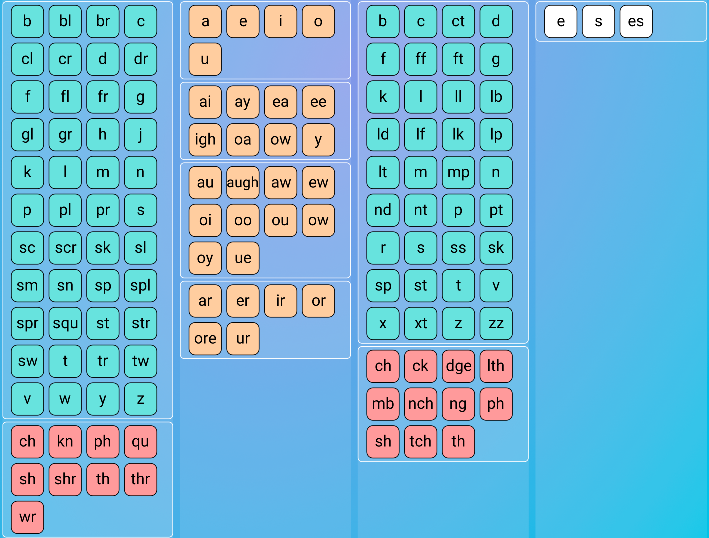 b bl br c
cl cr d dr
f fl fr g
gl gr h j
k l m n
p pl pr s
sc scr sk sl
sm sn sp spl
spr squ st str
sw t tr tw
v w y z
ch kn ph qu
sh shr th thr
wr
a e i o
u
ai ay ea ee
igh oa ow y
au augh aw ew
oi oo ou ow
oy ue
ar er ir or
ore ur
b c ct d
f ff ft g
k l ll lb
ld lf lk lp
lt m mp n
nd nt p pt
r s ss sk
sp st t v
x xt z zz
ch ck dge lth
mb nch ng ph
sh tch th
e s es